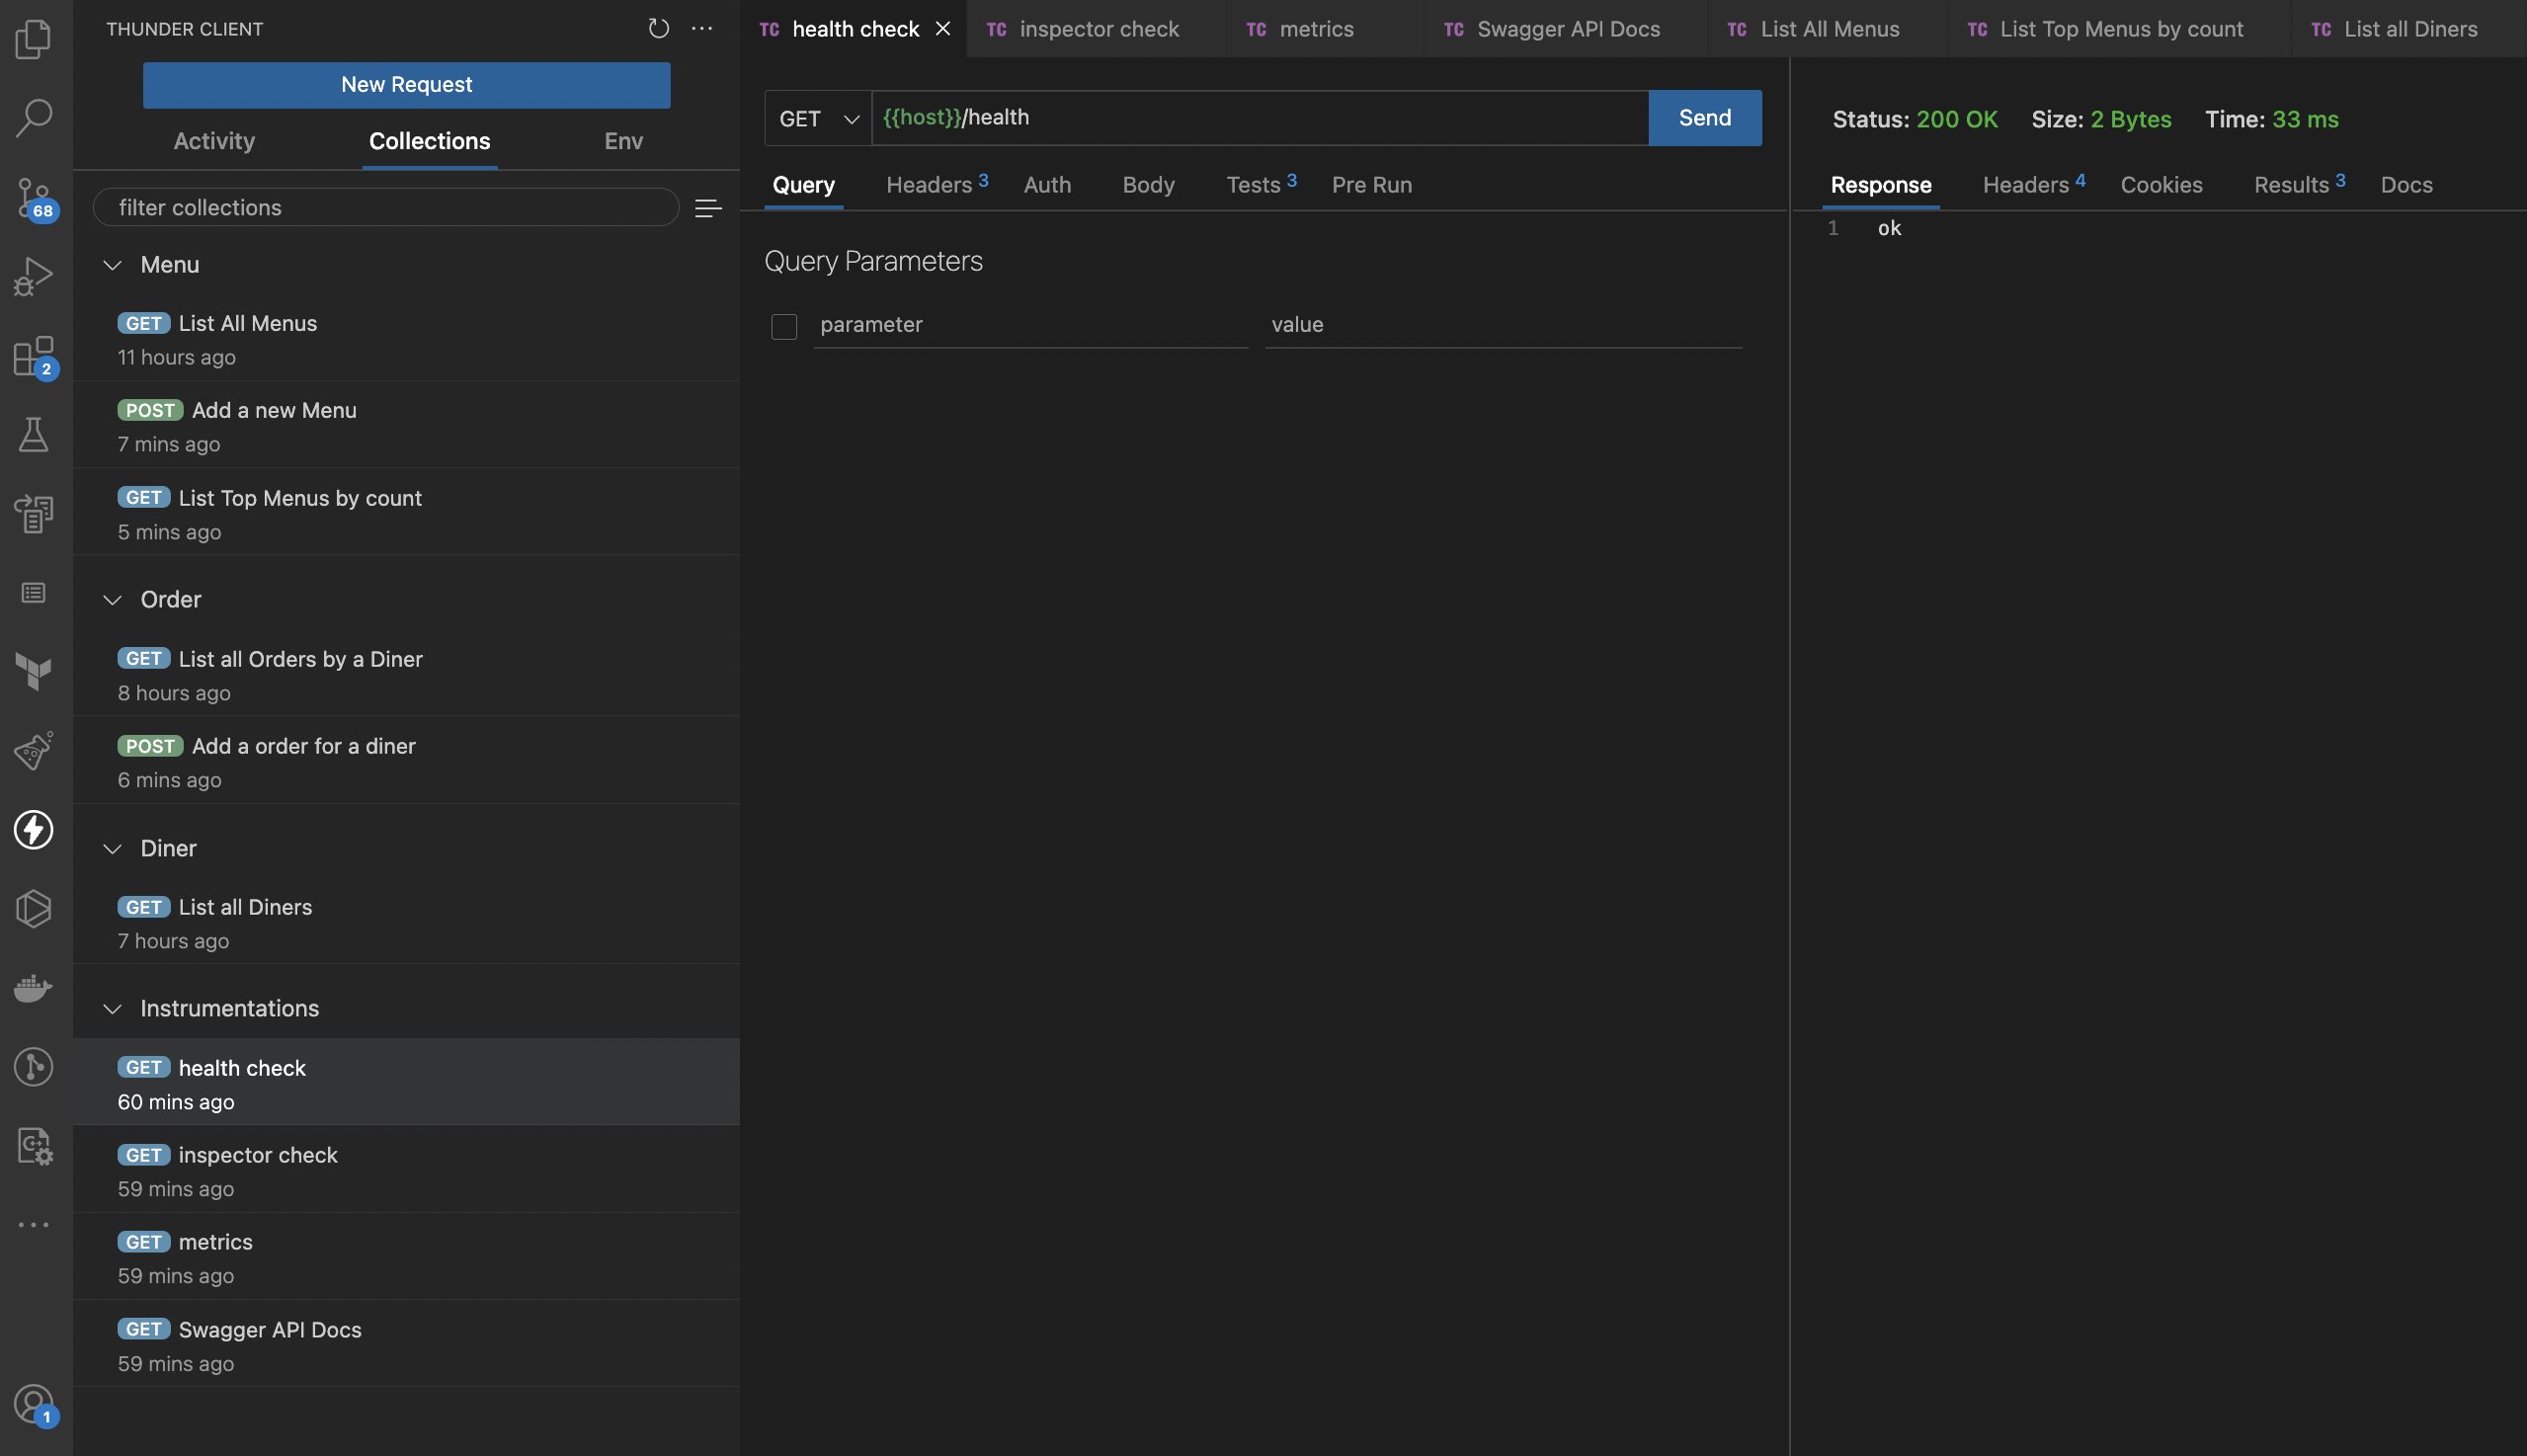 THUNDER CLIENT
New Request
Activity Collections Env
filter collections
Menu
GET List All Menus
11 hours ago
POST Add a new Menu
7 mins ago
GET List Top Menus by count
5 mins ago
Order
GET List all Orders by a Diner
8 hours ago
POST Add a order for a diner
6 mins ago
Diner
GET List all Diners
7 hours ago
Instrumentations
GET health check
60 mins ago
GET inspector check
59 mins ago
GET metrics
59 mins ago
GET Swagger API Docs
59 mins ago
68
2
1
TC health check TC inspector check TC metrics TC Swagger API Docs TC List All Menus TC List Top Menus by count TC List all Diners
GET {{host}}/health Send
Query Headers 3 Auth Body Tests 3 Pre Run
Query Parameters
parameter value
Status: 200 OK Size: 2 Bytes Time: 33 ms
Response Headers 4 Cookies Results 3 Docs
1 ok